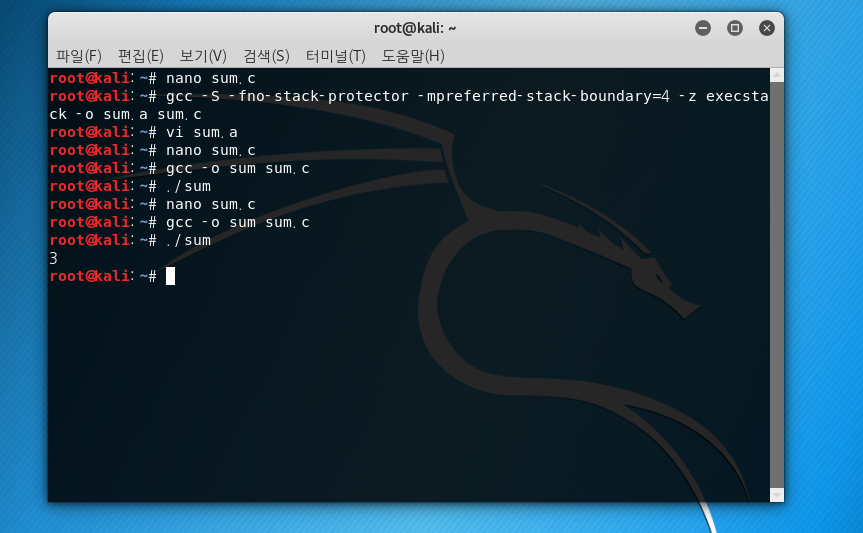 root@kali: ~
파일(F) 편집(E) 보기(V) 검색(S) 터미널(T) 도움말(H)
root@kali:~# nano sum.c
root@kali:~# gcc -S -fno-stack-protector -mpreferred-stack-boundary=4 -z execsta
ck -o sum.a sum.c
root@kali:~# vi sum.a
root@kali:~# nano sum.c
root@kali:~# gcc -o sum sum.c
root@kali:~# ./sum
root@kali:~# nano sum.c
root@kali:~# gcc -o sum sum.c
root@kali:~# ./sum
3
root@kali:~#